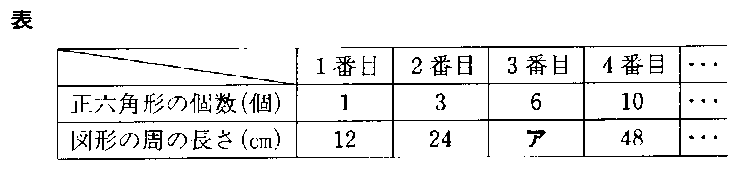 表
1番目 2番目 3番目 4番目 ･･･
正六角形の個数(個) 1 3 6 10 ･･･
図形の周の長さ(cm) 12 24 ア 48 ･･･